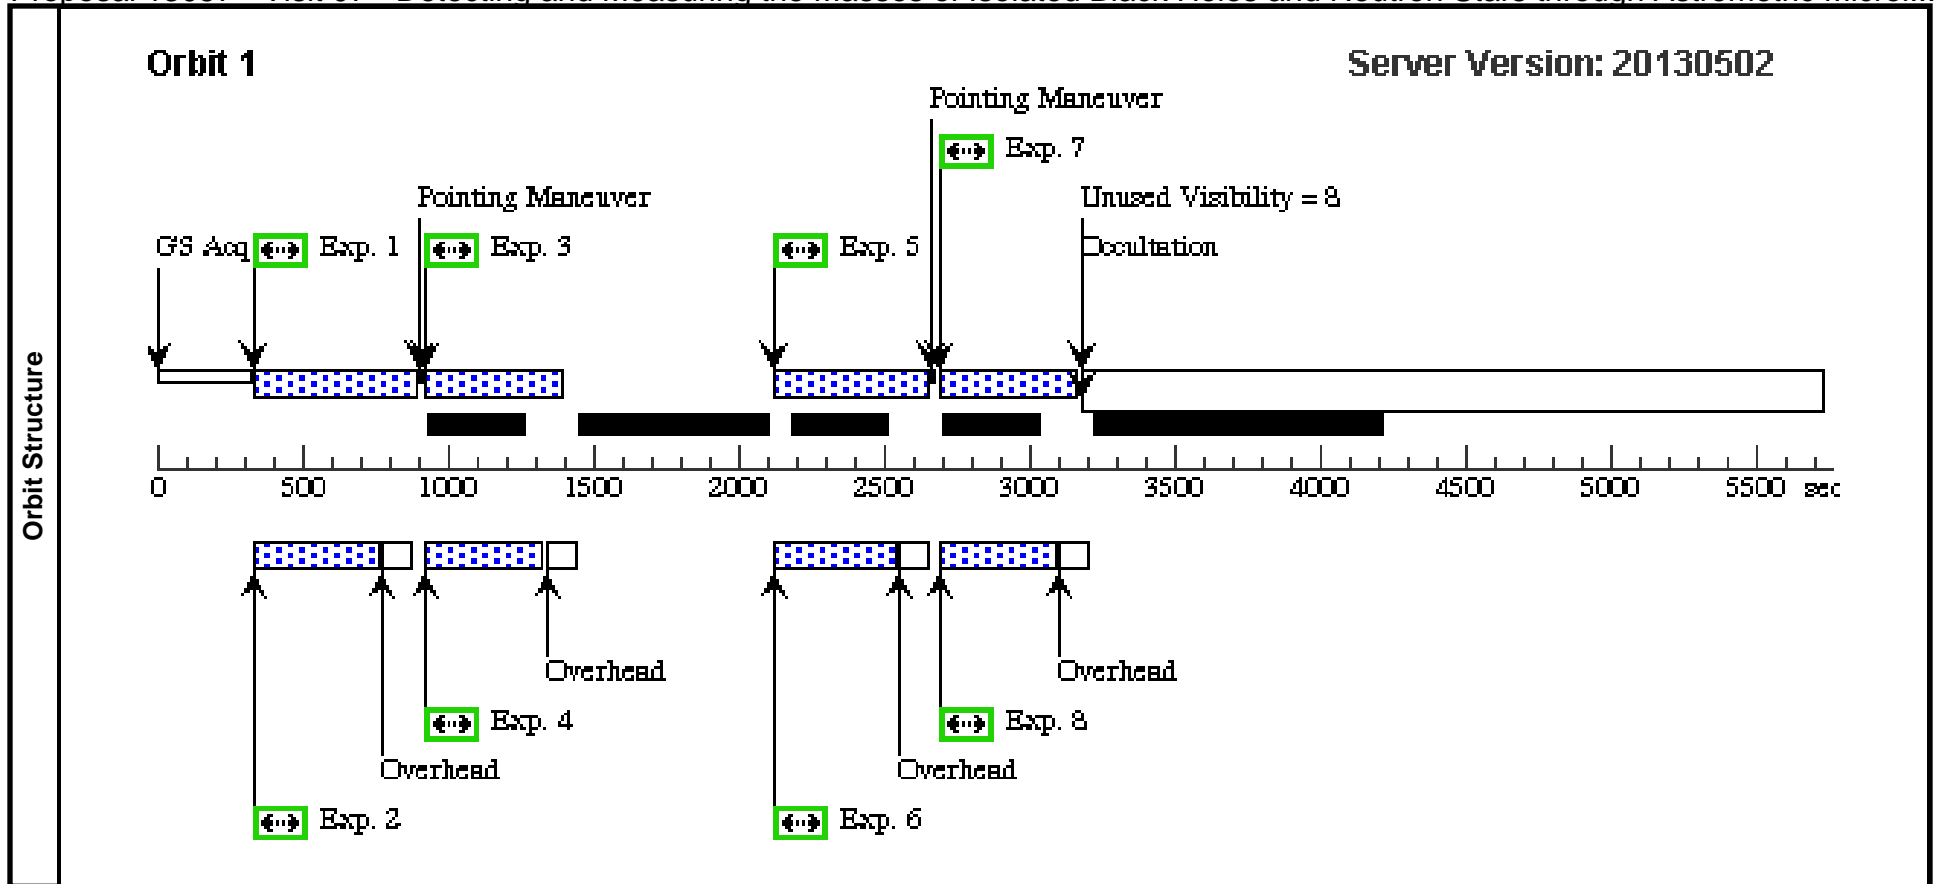 Orbit Structure
Orbit 1
Server Version: 20130502
Pointing Maneuver
Exp. 7
Pointing Maneuver
Unused Visibility = 8
GS Acq
Exp. 1
Exp. 3
Exp. 5
Occultation
0 500 1000 1500 2000 2500 3000 3500 4000 4500 5000 5500 sec
Overhead
Overhead
Exp. 4
Exp. 8
Overhead
Overhead
Exp. 2
Exp. 6